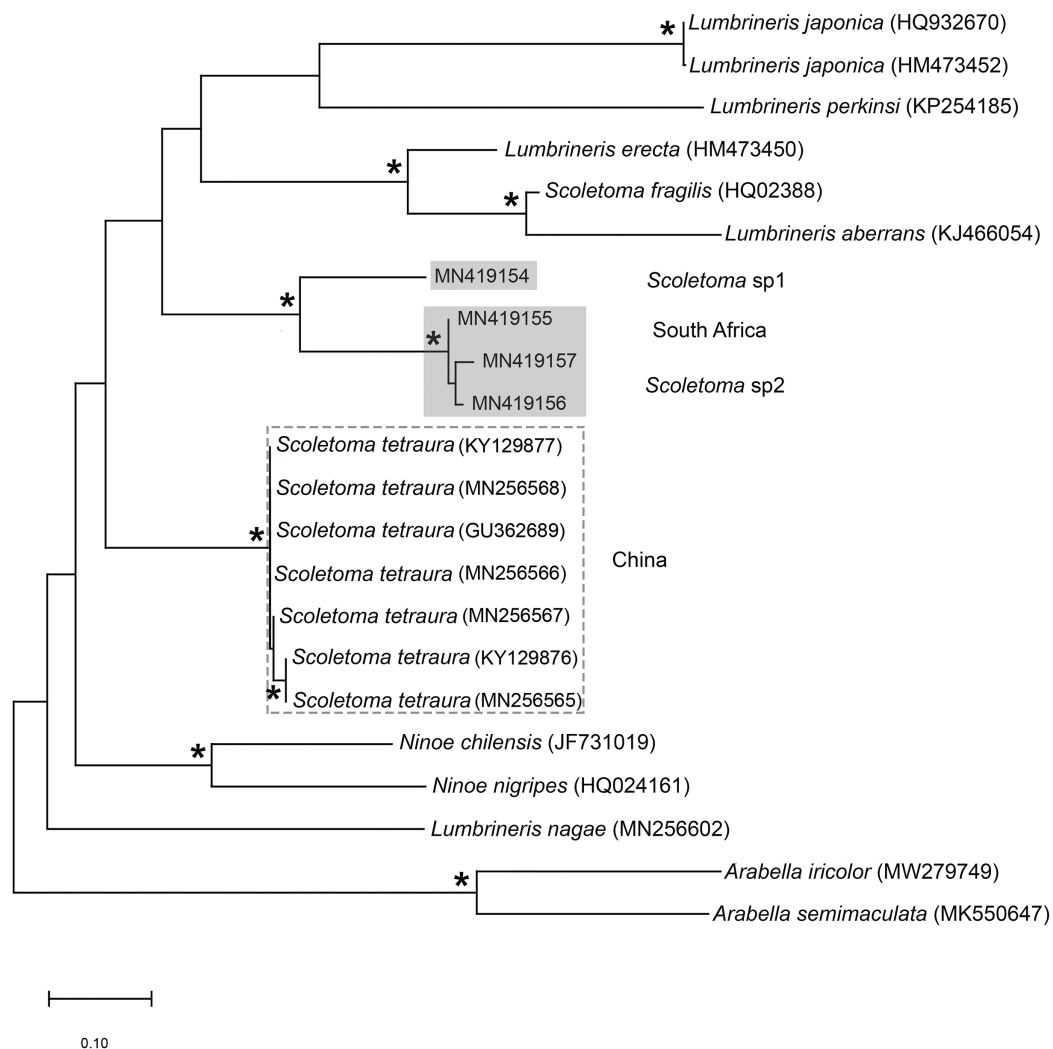 * Lumbrineris japonica (HQ932670)
Lumbrineris japonica (HM473452)
Lumbrineris perkinsi (KP254185)
Lumbrineris erecta (HM473450)
*
* Scoletoma fragilis (HQ02388)
Lumbrineris aberrans (KJ466054)
MN419154 Scoletoma sp1
*
MN419155 South Africa
*
MN419157
Scoletoma sp2
MN419156
Scoletoma tetraura (KY129877)
Scoletoma tetraura (MN256568)
* Scoletoma tetraura (GU362689)
China
Scoletoma tetraura (MN256566)
Scoletoma tetraura (MN256567)
Scoletoma tetraura (KY129876)
* Scoletoma tetraura (MN256565)
* Ninoe chilensis (JF731019)
Ninoe nigripes (HQ024161)
Lumbrineris nagae (MN256602)
* Arabella iricolor (MW279749)
Arabella semimaculata (MK550647)
0.10